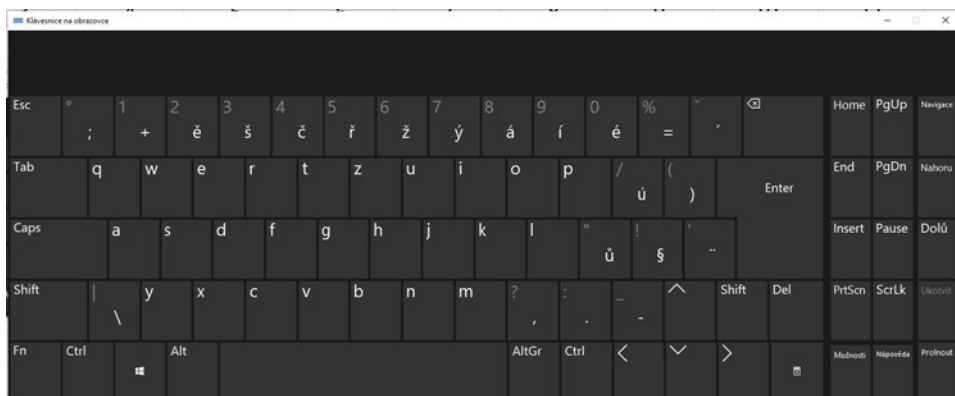 Klávesnice na obrazovce
Esc ° ; 1 + 2 ě 3 š 4 č 5 ř 6 ž 7 ý 8 á 9 í 0 é % = ˇ ´ Home PgUp Navigace
Tab q w e r t z u i o p / ú ( ) Enter End PgDn Nahoru
Caps a s d f g h j k l " ů ! § ' ¨ Insert Pause Dolů
Shift | \ y x c v b n m ? , : . _ - Shift Del PrtScn ScrLk Ukotvit
Fn Ctrl Alt AltGr Ctrl Možnosti Nápověda Prolnout